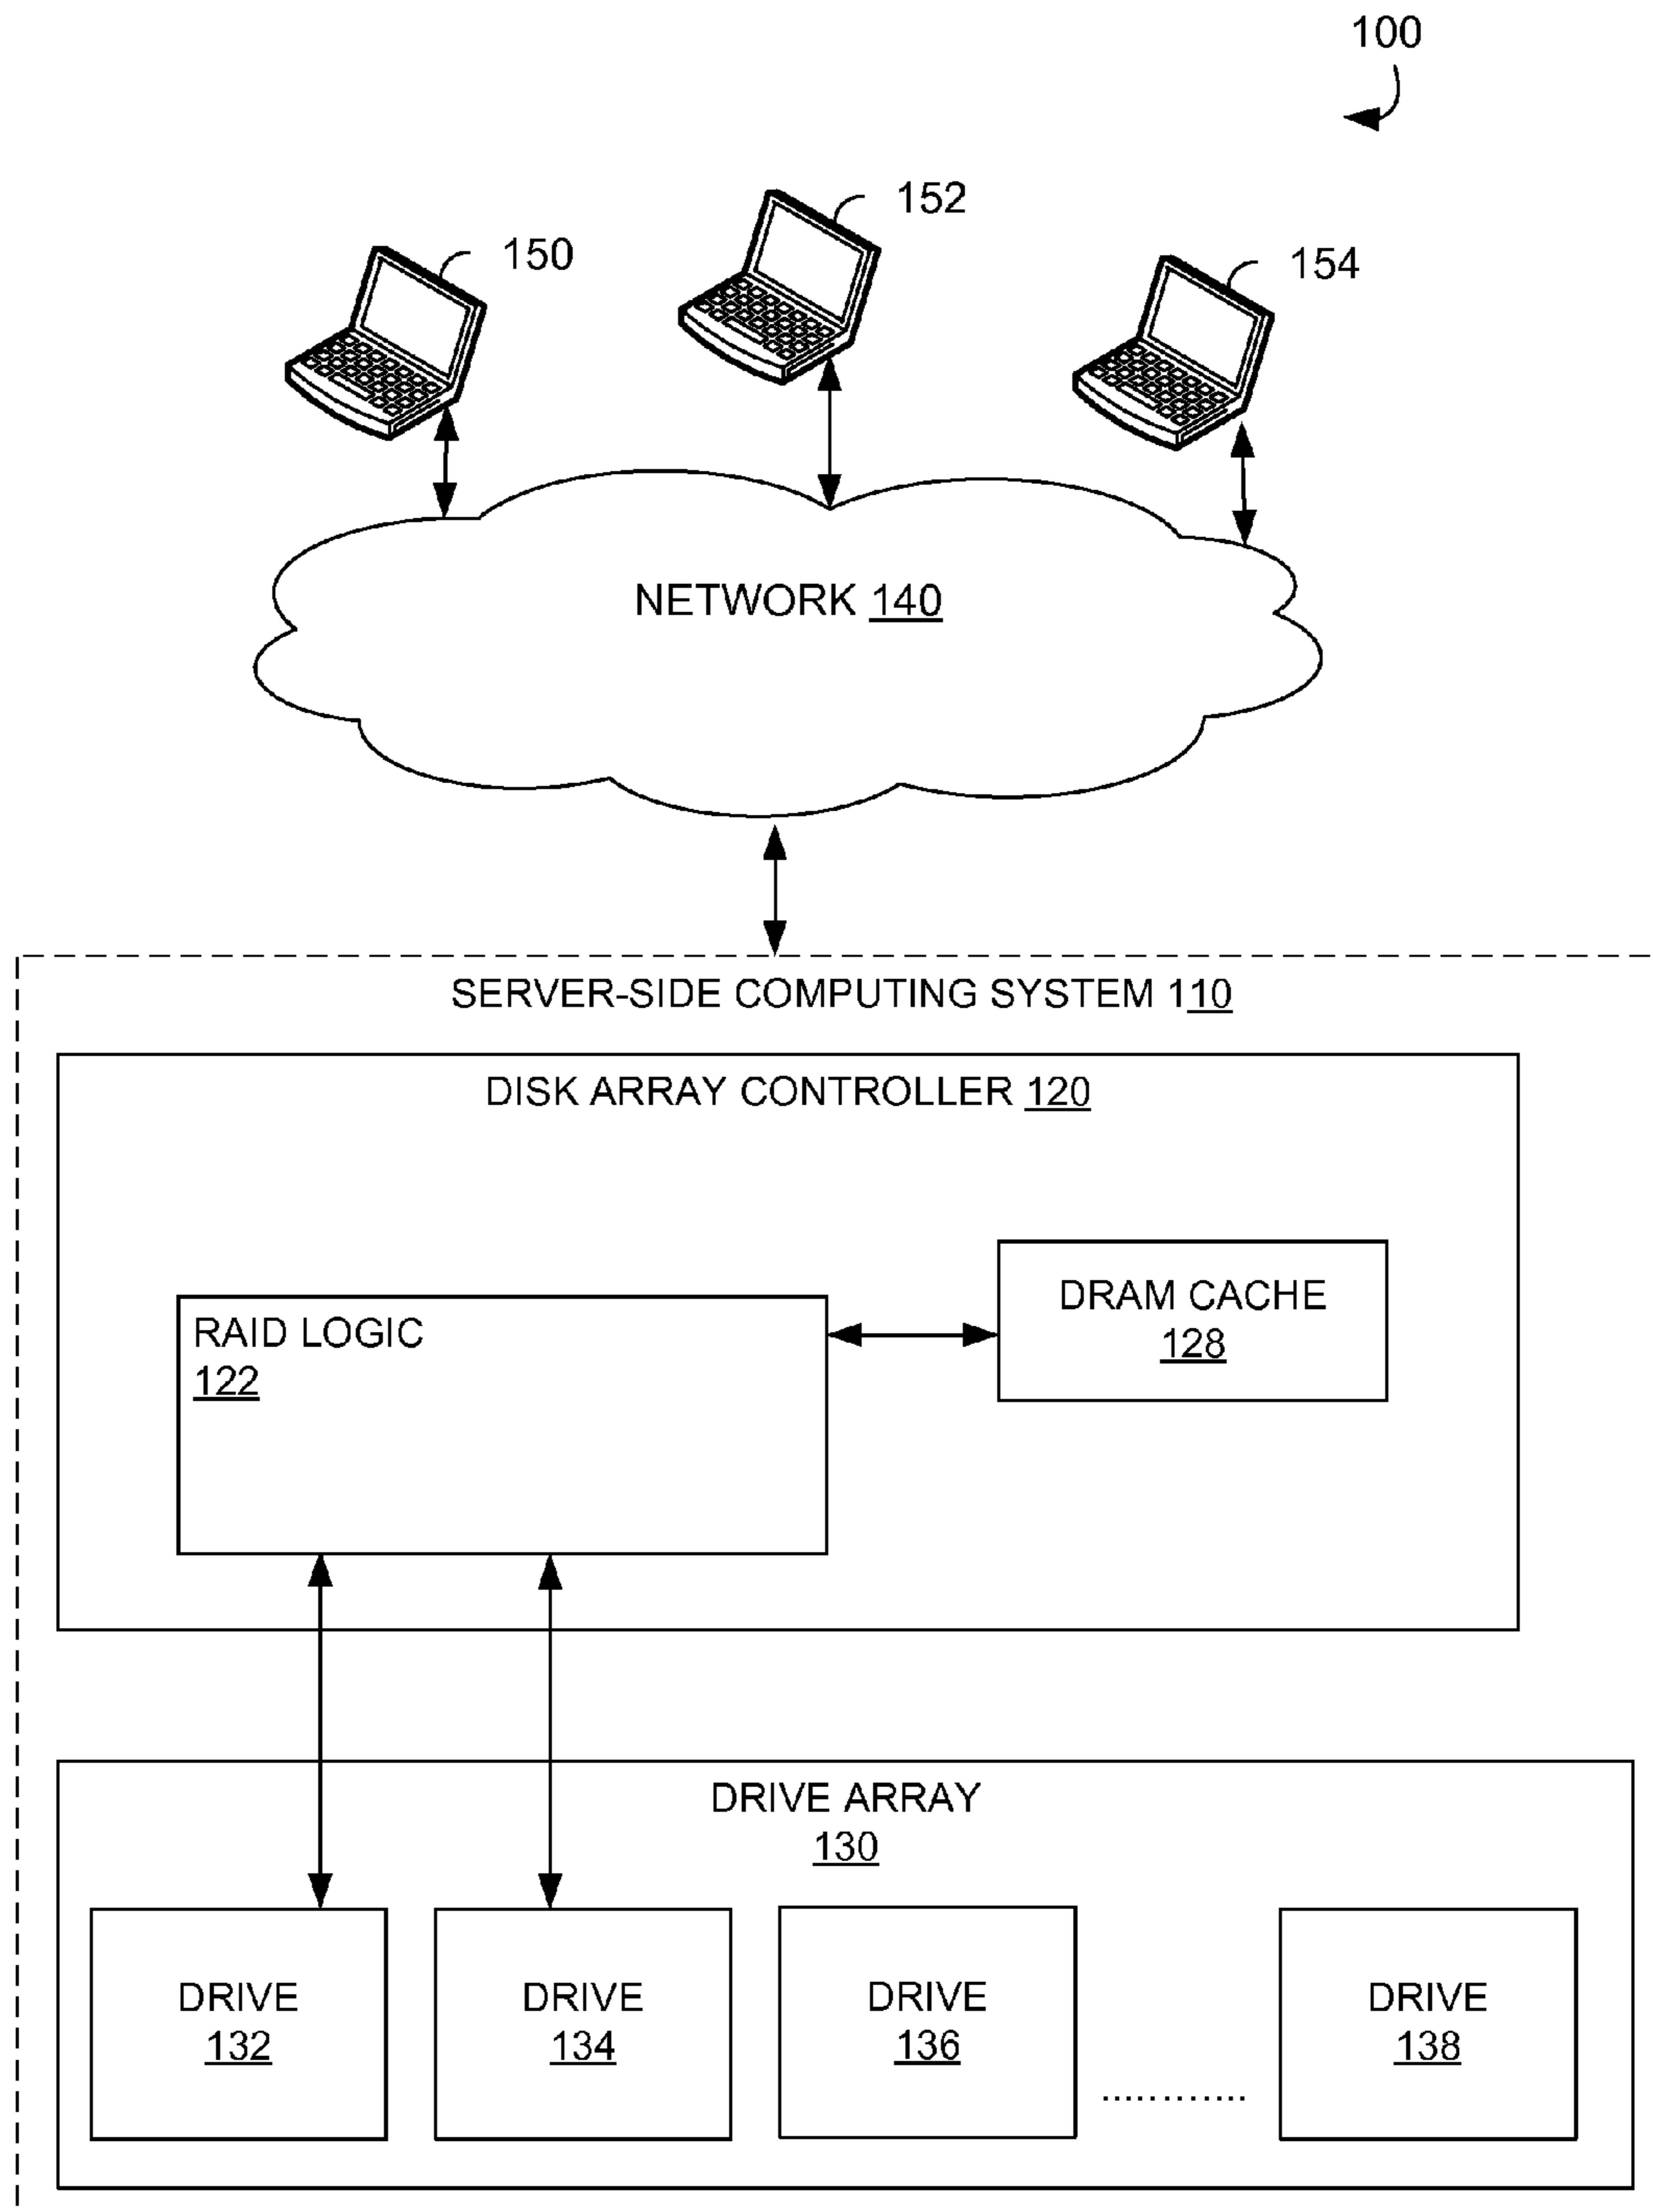 100
152
150
154
NETWORK 140
SERVER-SIDE COMPUTING SYSTEM 110
DISK ARRAY CONTROLLER 120
DRAM CACHE
128
RAID LOGIC
122
DRIVE ARRAY
130
DRIVE
132
DRIVE
134
DRIVE
136
............
DRIVE
138